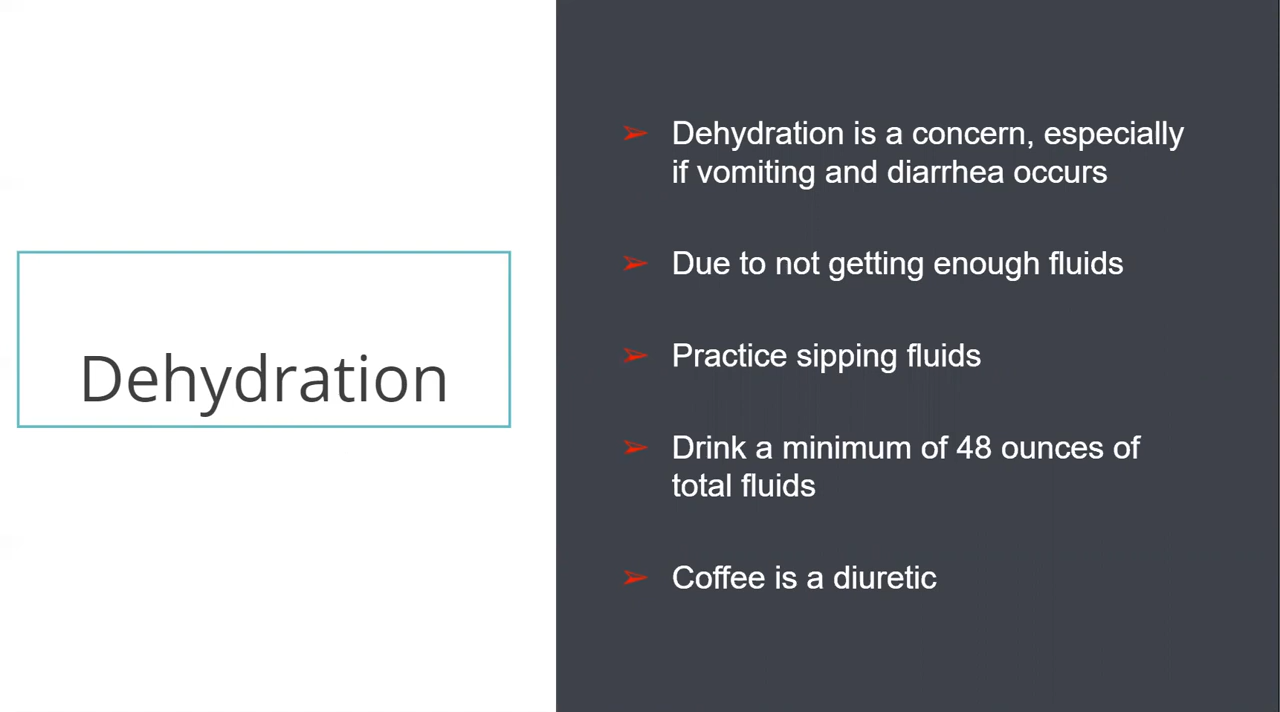 Dehydration
➢ Dehydration is a concern, especially
if vomiting and diarrhea occurs
➢ Due to not getting enough fluids
➢ Practice sipping fluids
➢ Drink a minimum of 48 ounces of
total fluids
➢ Coffee is a diuretic